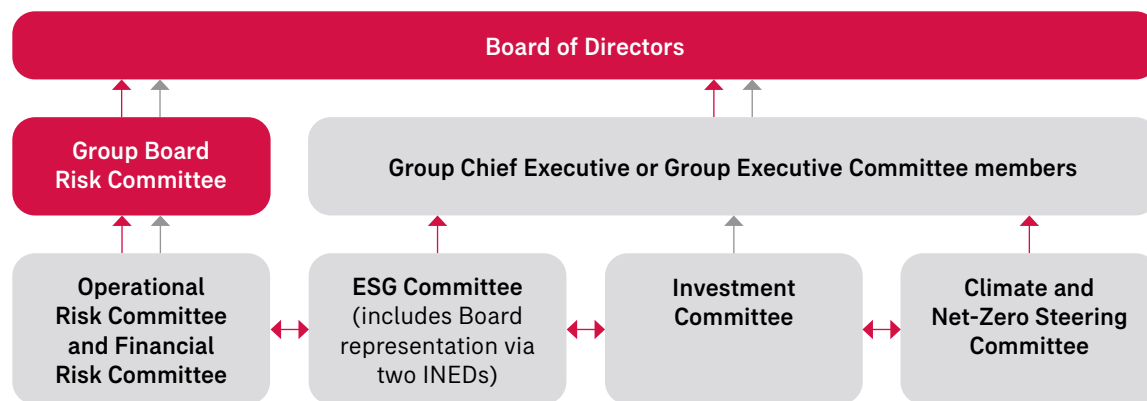 Board of Directors
Group Board
Risk Committee
Group Chief Executive or Group Executive Committee members
Operational
Risk Committee
and Financial
Risk Committee
ESG Committee
(includes Board
representation via
two INEDs)
Investment
Committee
Climate and
Net-Zero Steering
Committee